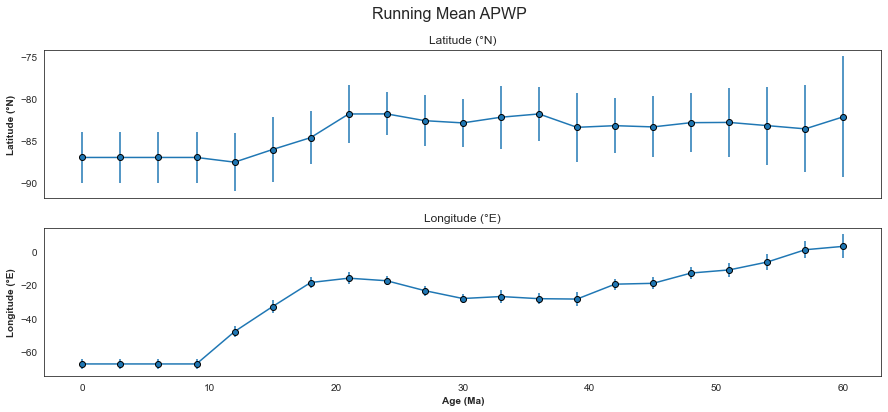 Running Mean APWP
Latitude (°N)
−75
−80
−85
−90
Latitude (°N)
Longitude (°E)
0
−20
−40
−60
Longitude (°E)
0 10 20 30 40 50 60
Age (Ma)